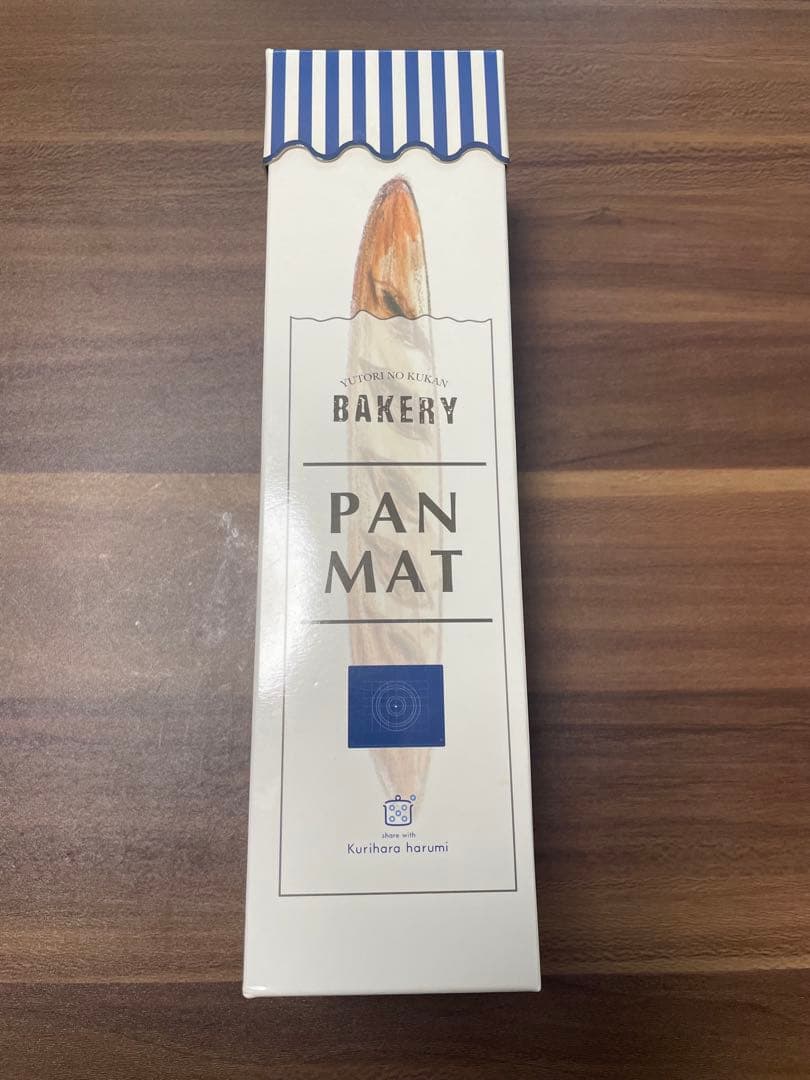 YUTORI NO KUKAN
BAKERY
PAN
MAT
share with
Kurihara harumi